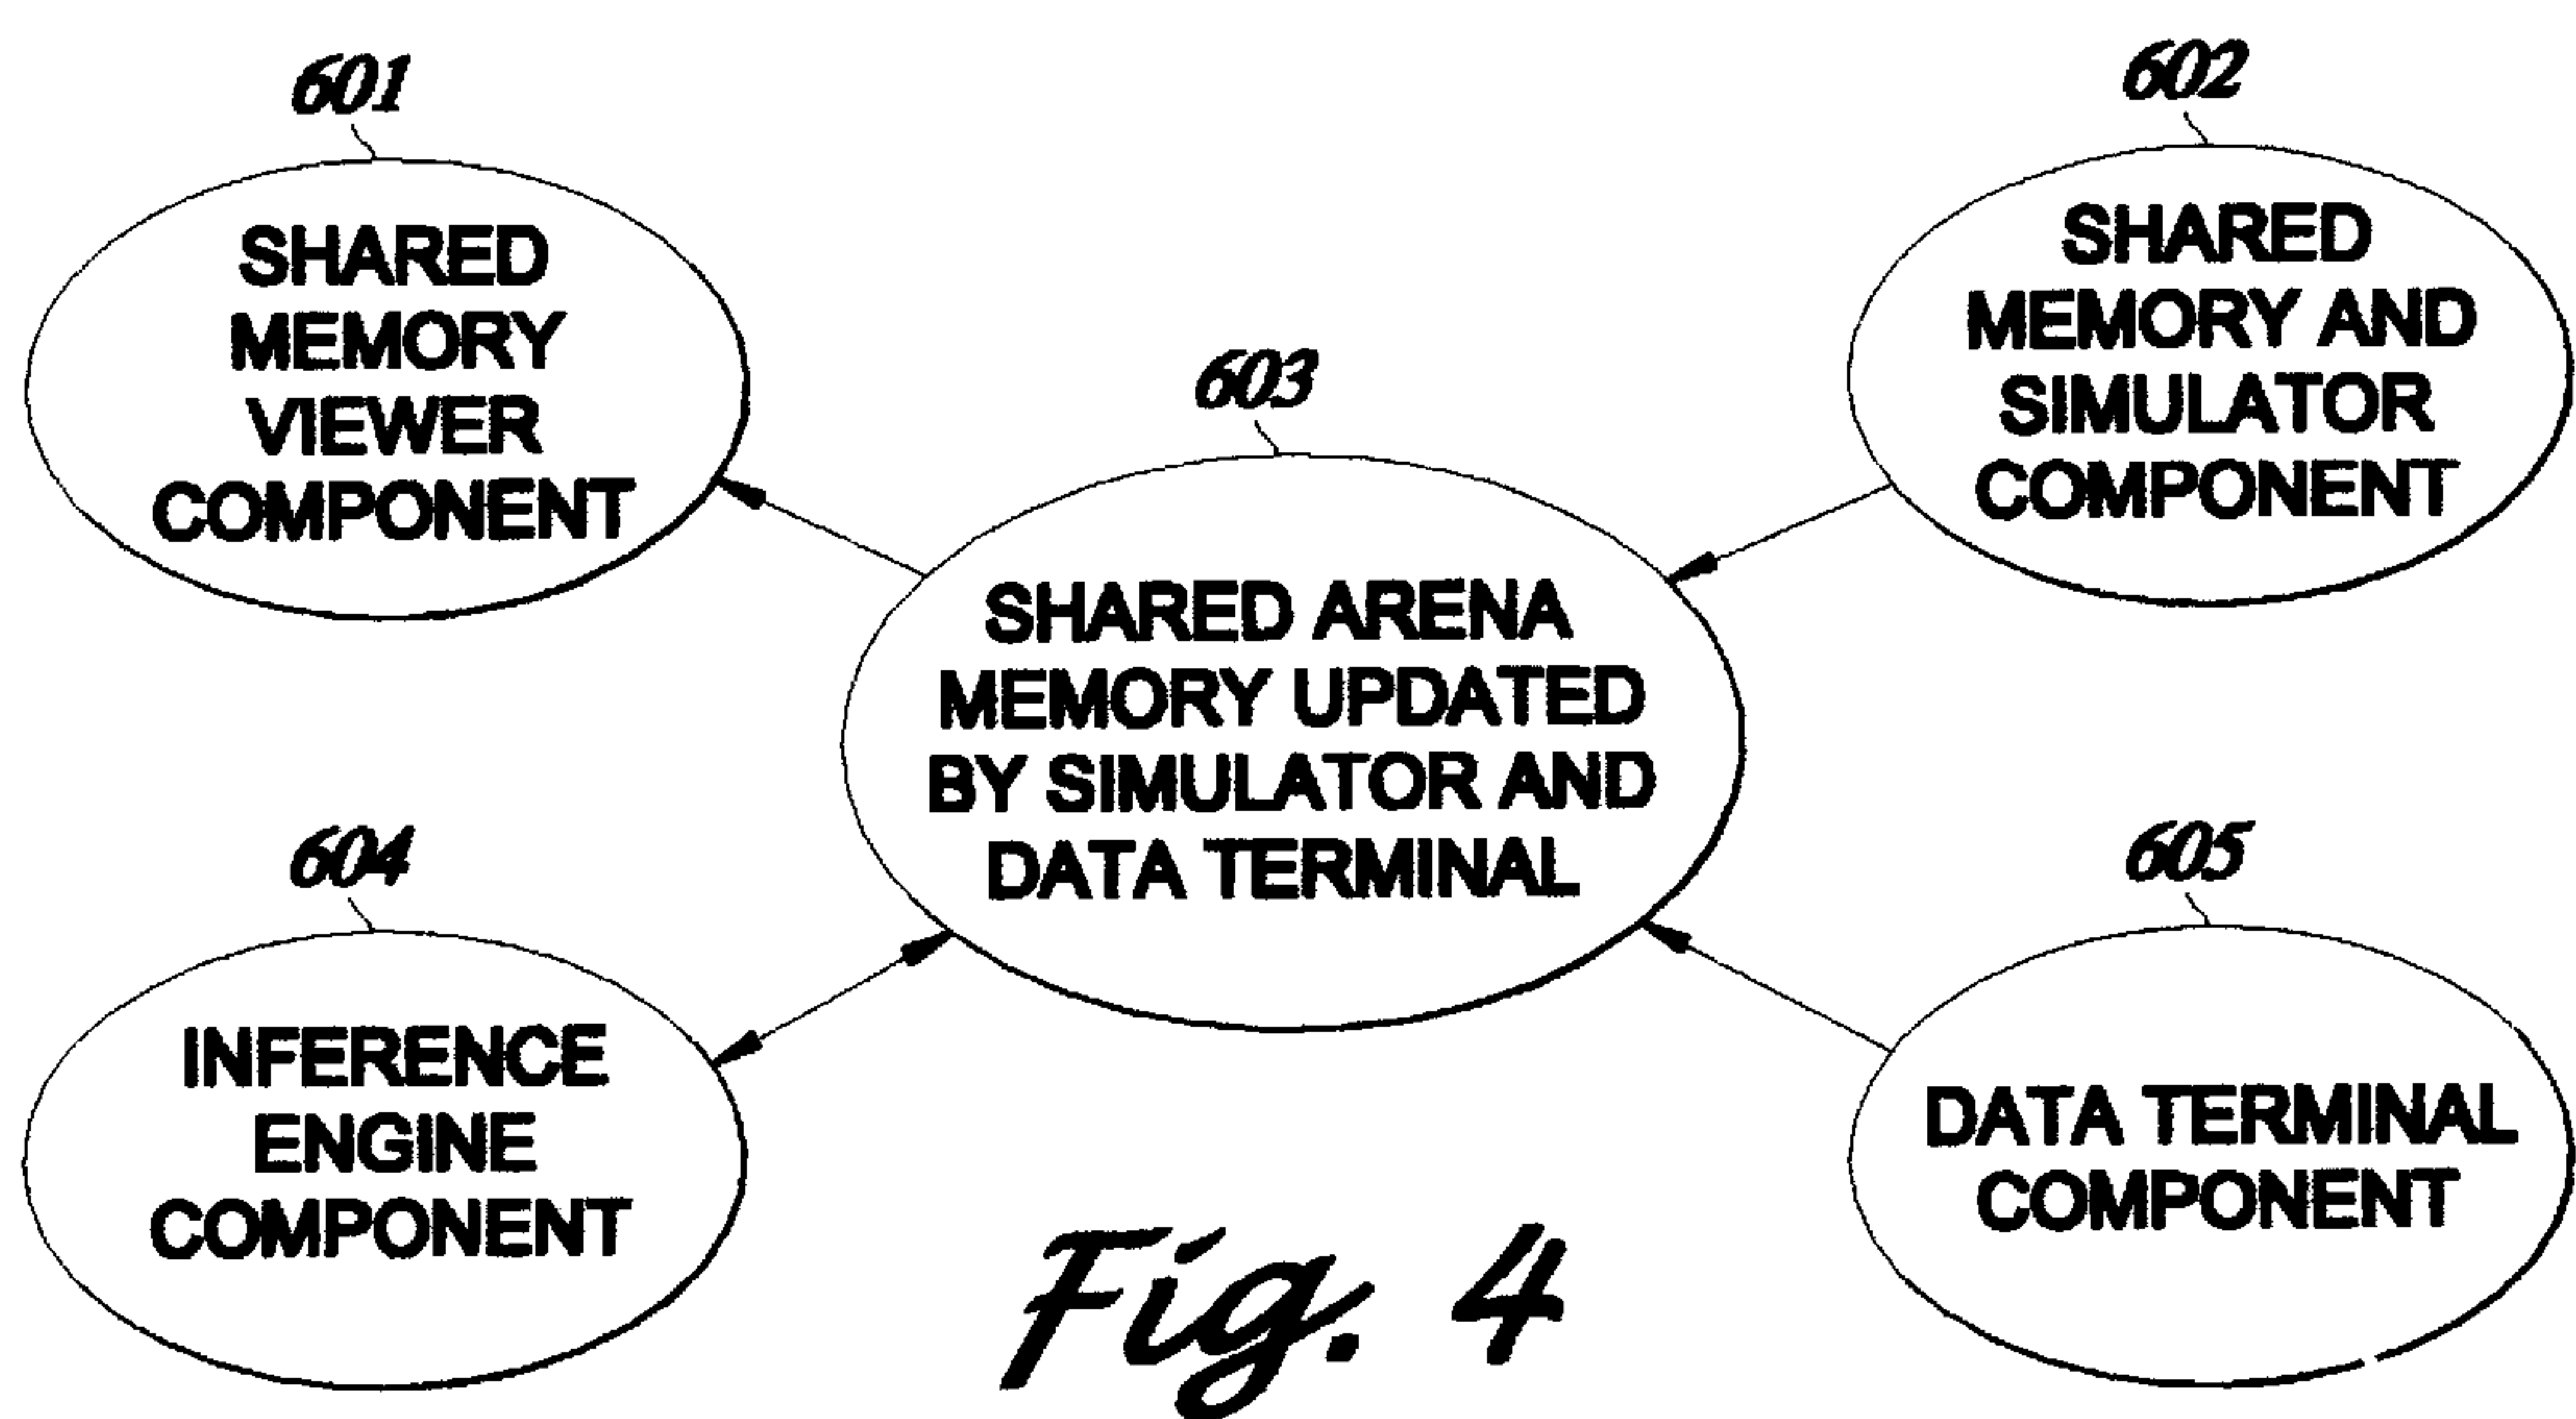 601
SHARED
MEMORY
VIEWER
COMPONENT
602
SHARED
MEMORY AND
SIMULATOR
COMPONENT
603
SHARED ARENA
MEMORY UPDATED
BY SIMULATOR AND
DATA TERMINAL
604
INFERENCE
ENGINE
COMPONENT
605
DATA TERMINAL
COMPONENT
Fig. 4